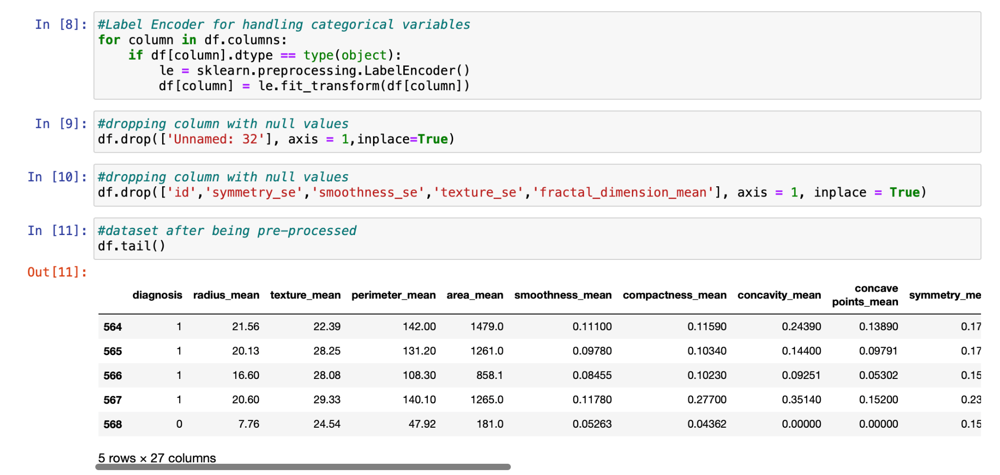 In [8]: #Label Encoder for handling categorical variables
for column in df.columns:
    if df[column].dtype == type(object):
        le = sklearn.preprocessing.LabelEncoder()
        df[column] = le.fit_transform(df[column])
In [9]: #dropping column with null values
df.drop(['Unnamed: 32'], axis = 1,inplace=True)
In [10]: #dropping column with null values
df.drop(['id','symmetry_se','smoothness_se','texture_se','fractal_dimension_mean'], axis = 1, inplace = True)
In [11]: #dataset after being pre-processed
df.tail()
Out[11]:
diagnosis radius_mean texture_mean perimeter_mean area_mean smoothness_mean compactness_mean concavity_mean concave points_mean symmetry_me
564 1 21.56 22.39 142.00 1479.0 0.11100 0.11590 0.24390 0.13890 0.17
565 1 20.13 28.25 131.20 1261.0 0.09780 0.10340 0.14400 0.09791 0.17
566 1 16.60 28.08 108.30 858.1 0.08455 0.10230 0.09251 0.05302 0.15
567 1 20.60 29.33 140.10 1265.0 0.11780 0.27700 0.35140 0.15200 0.23
568 0 7.76 24.54 47.92 181.0 0.05263 0.04362 0.00000 0.00000 0.15
5 rows × 27 columns